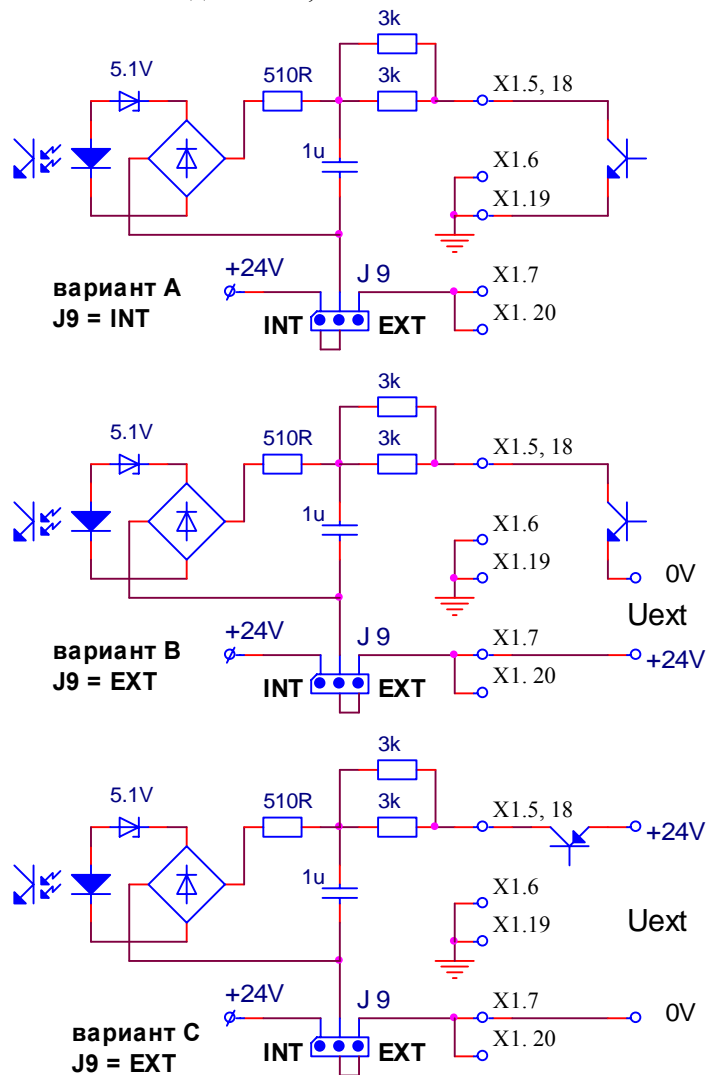 3k
5.1V
510R
3k
X1.5, 18
1u
X1.6
X1.19
+24V
J 9
X1.7
вариант A
J9 = INT
INT
EXT
X1. 20
3k
5.1V
510R
3k
X1.5, 18
1u
X1.6
X1.19
0V
Uext
+24V
J 9
X1.7
+24V
вариант B
J9 = EXT
INT
EXT
X1. 20
3k
5.1V
510R
3k
X1.5, 18
+24V
1u
X1.6
X1.19
Uext
+24V
J 9
X1.7
0V
вариант C
J9 = EXT
INT
EXT
X1. 20